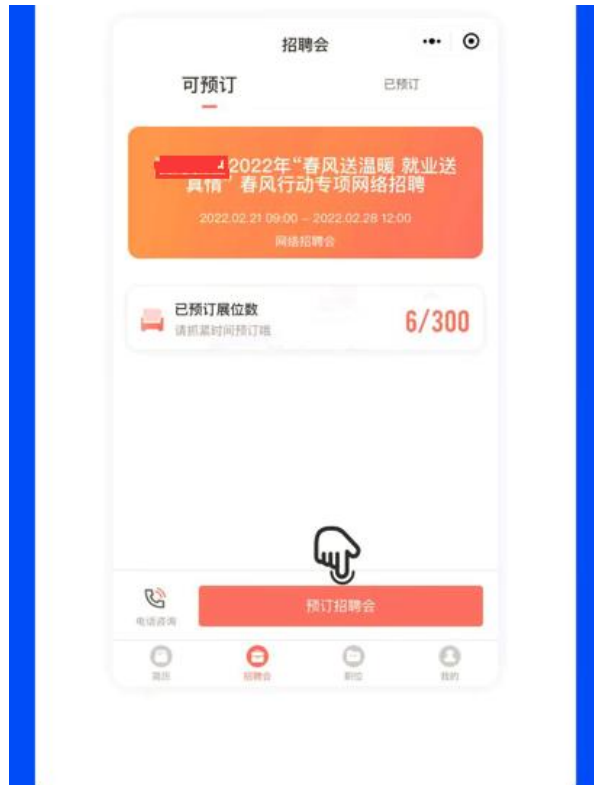 招聘会
可预订
已预订
2022年“春风送温暖 就业送
真情”春风行动专项网络招聘
2022.02.21 09:00 - 2022.02.28 12:00
网络招聘会
已预订展位数
请抓紧时间预订哦
6/300
电话咨询
预订招聘会
简历
招聘会
职位
我的